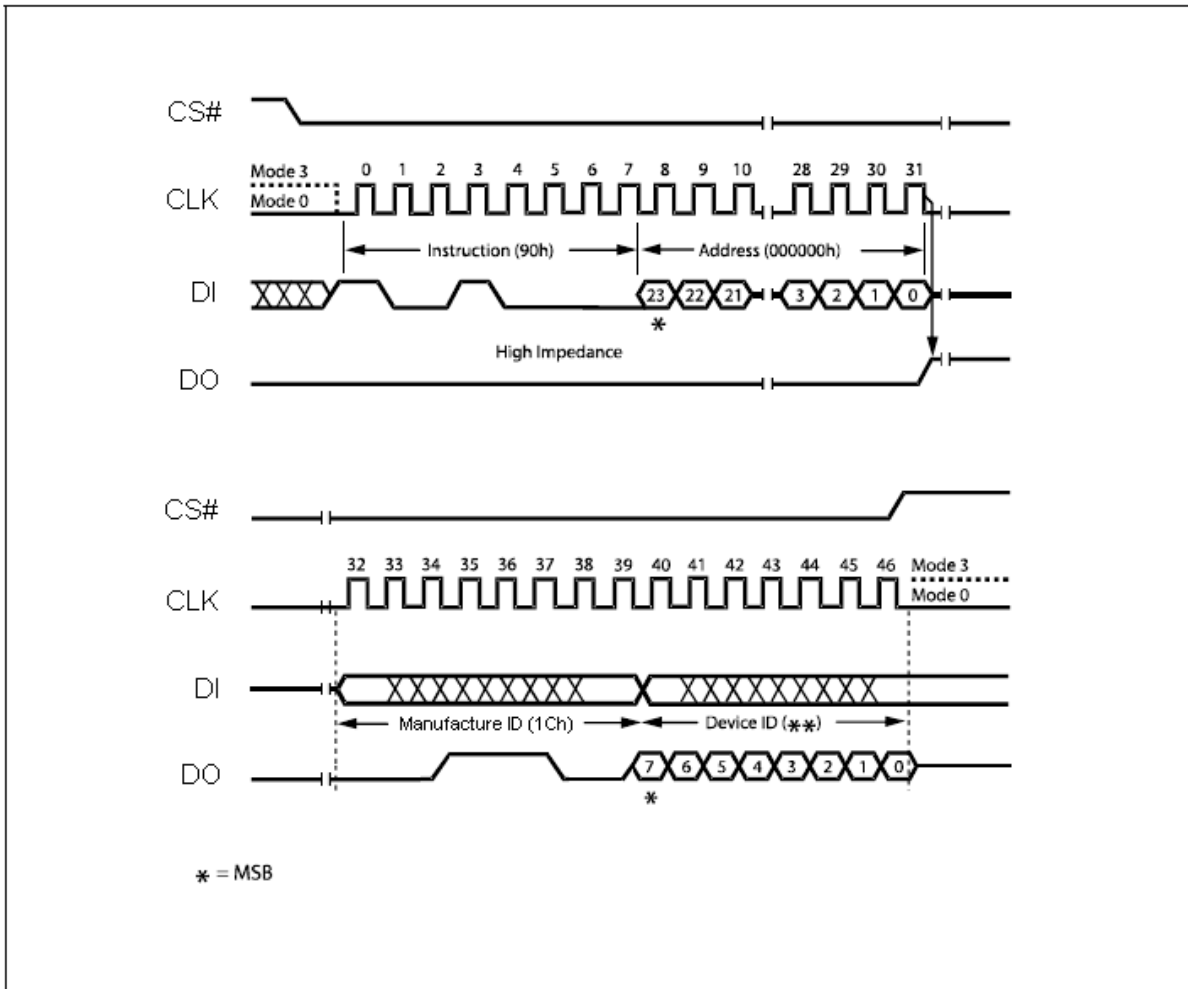 CS#
Mode 3
0 1 2 3 4 5 6 7 8 9 10 28 29 30 31
CLK
Mode 0
Instruction (90h)
Address (000000h)
DI
23 22 21 3 2 1 0
*
High Impedance
DO
CS#
32 33 34 35 36 37 38 39 40 41 42 43 44 45 46
Mode 3
CLK
Mode 0
DI
Manufacture ID (1Ch)
Device ID (**)
DO
7 6 5 4 3 2 1 0
*
* = MSB